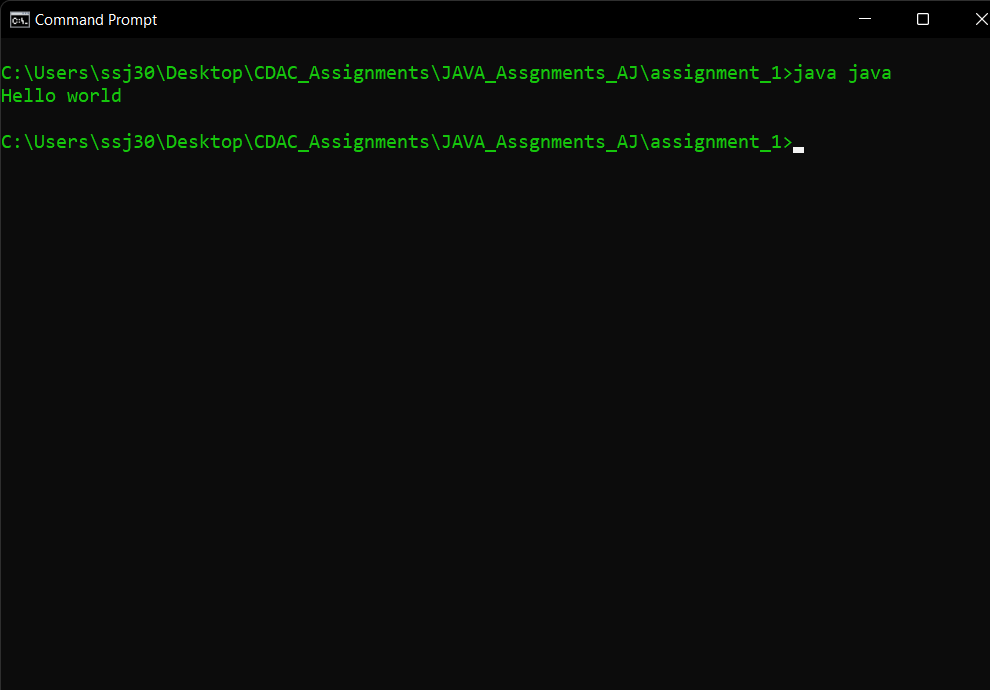 Command Prompt
C:\Users\ssj30\Desktop\CDAC_Assignments\JAVA_Assgnments_AJ\assignment_1>java java
Hello world
C:\Users\ssj30\Desktop\CDAC_Assignments\JAVA_Assgnments_AJ\assignment_1>